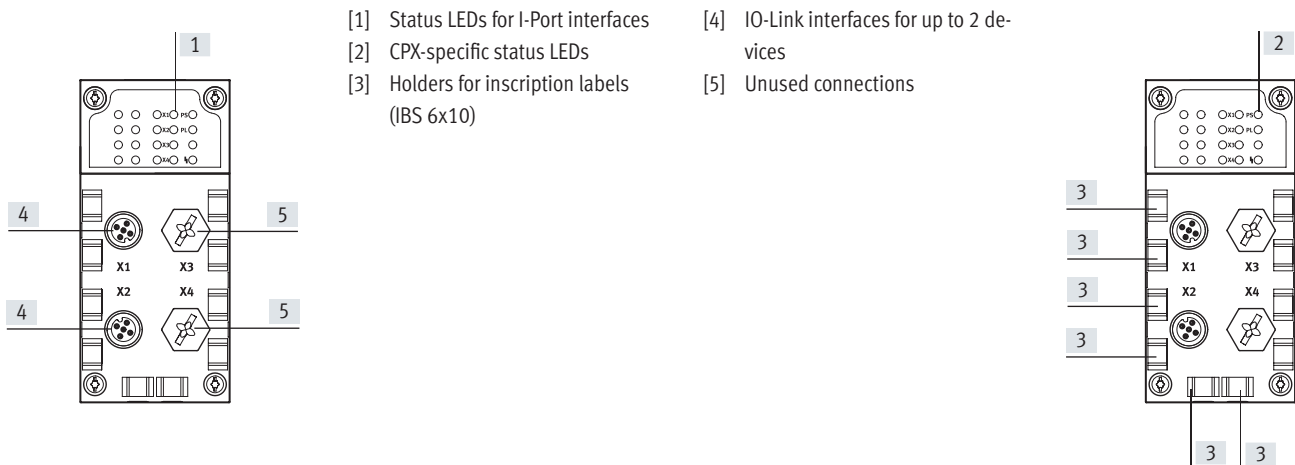 [1] Status LEDs for I-Port interfaces
[2] CPX-specific status LEDs
[3] Holders for inscription labels
(IBS 6x10)
[4] IO-Link interfaces for up to 2 de-
vices
[5] Unused connections
1
X1 PS
X2 PL
X3
X4
4
5
X1 X3
X2 X4
4
5
2
X1 PS
X2 PL
X3
X4
3
3
X1 X3
3
X2 X4
3
3 3